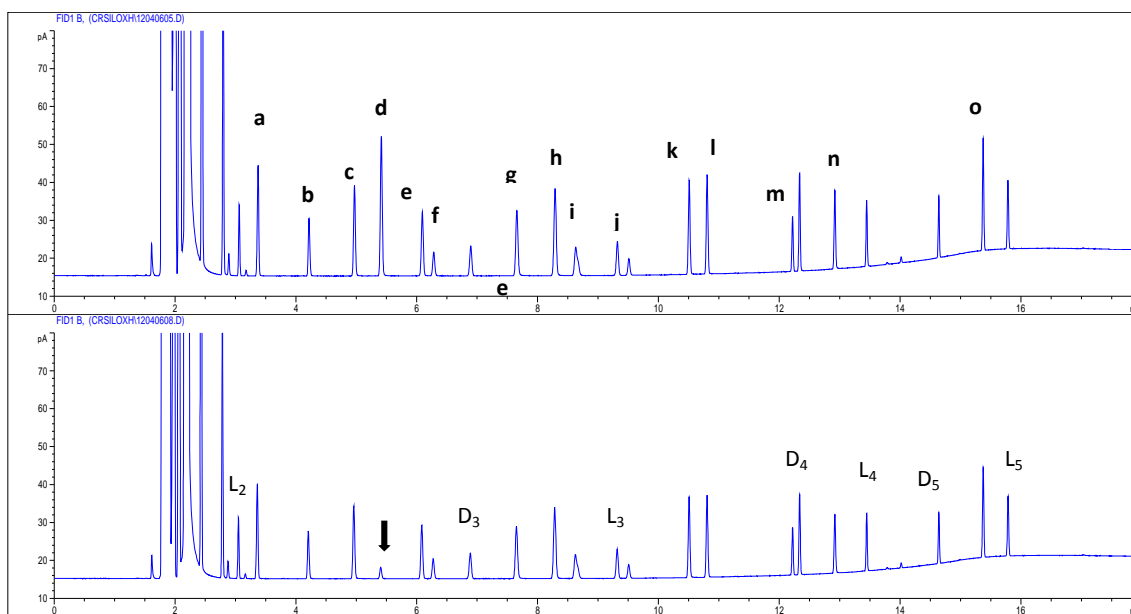 FID1 B, (CRSILOXH\12040605.D)
pA
70
60
50
40
30
20
10
a
b
c
d
e
f
g
h
i
j
k
l
m
n
o
0
2
4
6
8
10
12
14
16
e
FID1 B, (CRSILOXH\12040608.D)
pA
70
60
50
40
30
20
10
L2
D3
L3
D4
L4
D5
L5
0
2
4
6
8
10
12
14
16